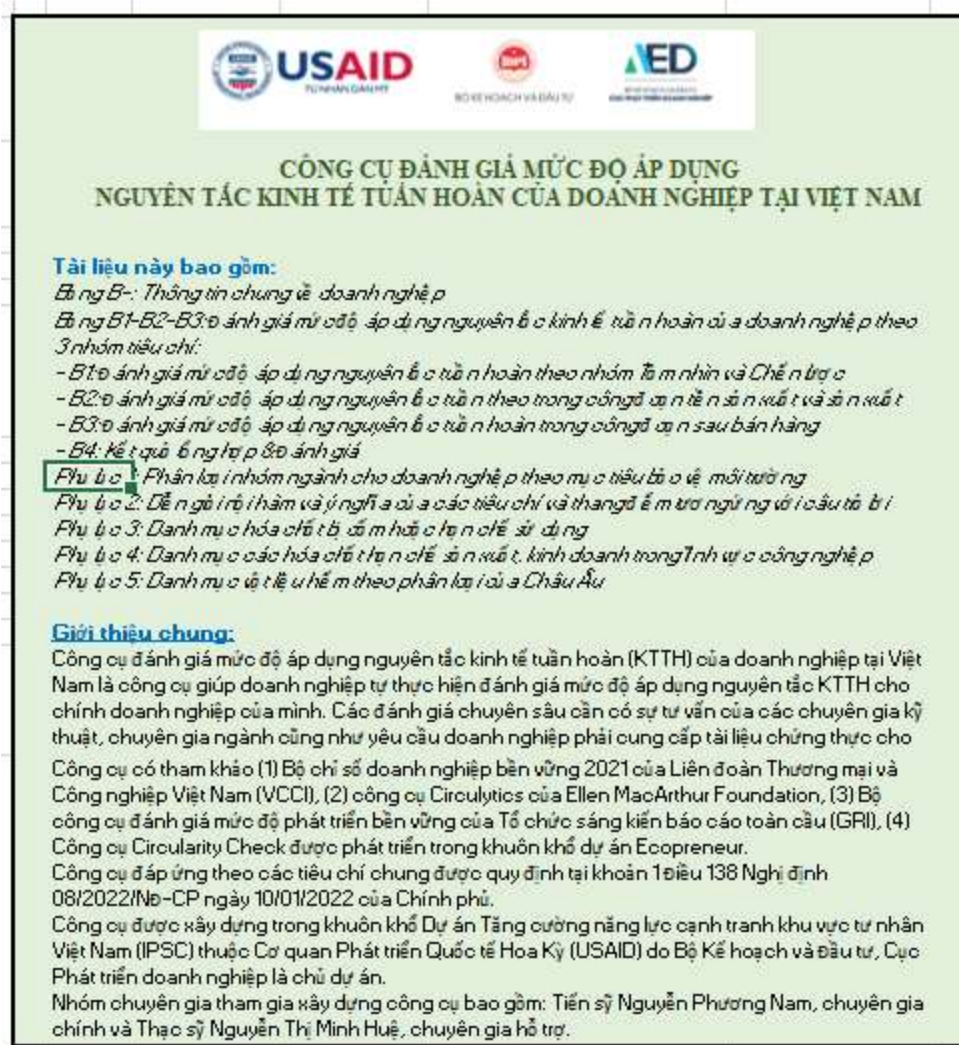 USAID
TỪ NHÂN DÂN MỸ
BỘ KẾ HOẠCH VÀ ĐẦU TƯ
AED
CÔNG CỤ ĐÁNH GIÁ MỨC ĐỘ ÁP DỤNG
NGUYÊN TẮC KINH TẾ TUẦN HOÀN CỦA DOANH NGHIỆP TẠI VIỆT NAM
Tài liệu này bao gồm:
Bảng B-: Thông tin chung về doanh nghiệp
Bảng B1-B2-B3: Đánh giá mức độ áp dụng nguyên tắc kinh tế tuần hoàn của doanh nghiệp theo
3 nhóm tiêu chí:
- B1: Đánh giá mức độ áp dụng nguyên tắc tuần hoàn theo nhóm Tầm nhìn và Chiến lược
- B2: Đánh giá mức độ áp dụng nguyên tắc tuần theo trong công đoạn tiền sản xuất và sản xuất
- B3: Đánh giá mức độ áp dụng nguyên tắc tuần hoàn trong công đoạn sau bán hàng
- B4: Kết quả tổng hợp & Đánh giá
Phụ lục : Phân loại nhóm ngành cho doanh nghiệp theo mục tiêu bảo vệ môi trường
Phụ lục 2: Diễn giải nội hàm và ý nghĩa của các tiêu chí và thang điểm tương ứng với câu trả lời
Phụ lục 3: Danh mục hóa chất bị cấm hoặc hạn chế sử dụng
Phụ lục 4: Danh mục các hóa chất hạn chế sản xuất, kinh doanh trong lĩnh vực công nghiệp
Phụ lục 5: Danh mục vật liệu hiếm theo phân loại của Châu Âu
Giới thiệu chung:
Công cụ đánh giá mức độ áp dụng nguyên tắc kinh tế tuần hoàn (KTTH) của doanh nghiệp tại Việt
Nam là công cụ giúp doanh nghiệp tự thực hiện đánh giá mức độ áp dụng nguyên tắc KTTH cho
chính doanh nghiệp của mình. Các đánh giá chuyên sâu cần có sự tư vấn của các chuyên gia kỹ
thuật, chuyên gia ngành cũng như yêu cầu doanh nghiệp phải cung cấp tài liệu chứng thực cho
Công cụ có tham khảo (1) Bộ chỉ số doanh nghiệp bền vững 2021 của Liên đoàn Thương mại và
Công nghiệp Việt Nam (VCCI), (2) công cụ Circulytics của Ellen MacArthur Foundation, (3) Bộ
công cụ đánh giá mức độ phát triển bền vững của Tổ chức sáng kiến báo cáo toàn cầu (GRI), (4)
Công cụ Circularity Check được phát triển trong khuôn khổ dự án Ecopreneur.
Công cụ đáp ứng theo các tiêu chí chung được quy định tại khoản 1 Điều 138 Nghị định
08/2022/NĐ-CP ngày 10/01/2022 của Chính phủ.
Công cụ được xây dựng trong khuôn khổ Dự án Tăng cường năng lực cạnh tranh khu vực tư nhân
Việt Nam (IPSC) thuộc Cơ quan Phát triển Quốc tế Hoa Kỳ (USAID) do Bộ Kế hoạch và Đầu tư, Cục
Phát triển doanh nghiệp là chủ dự án.
Nhóm chuyên gia tham gia xây dựng công cụ bao gồm: Tiến sỹ Nguyễn Phương Nam, chuyên gia
chính và Thạc sỹ Nguyễn Thị Minh Huệ, chuyên gia hỗ trợ.